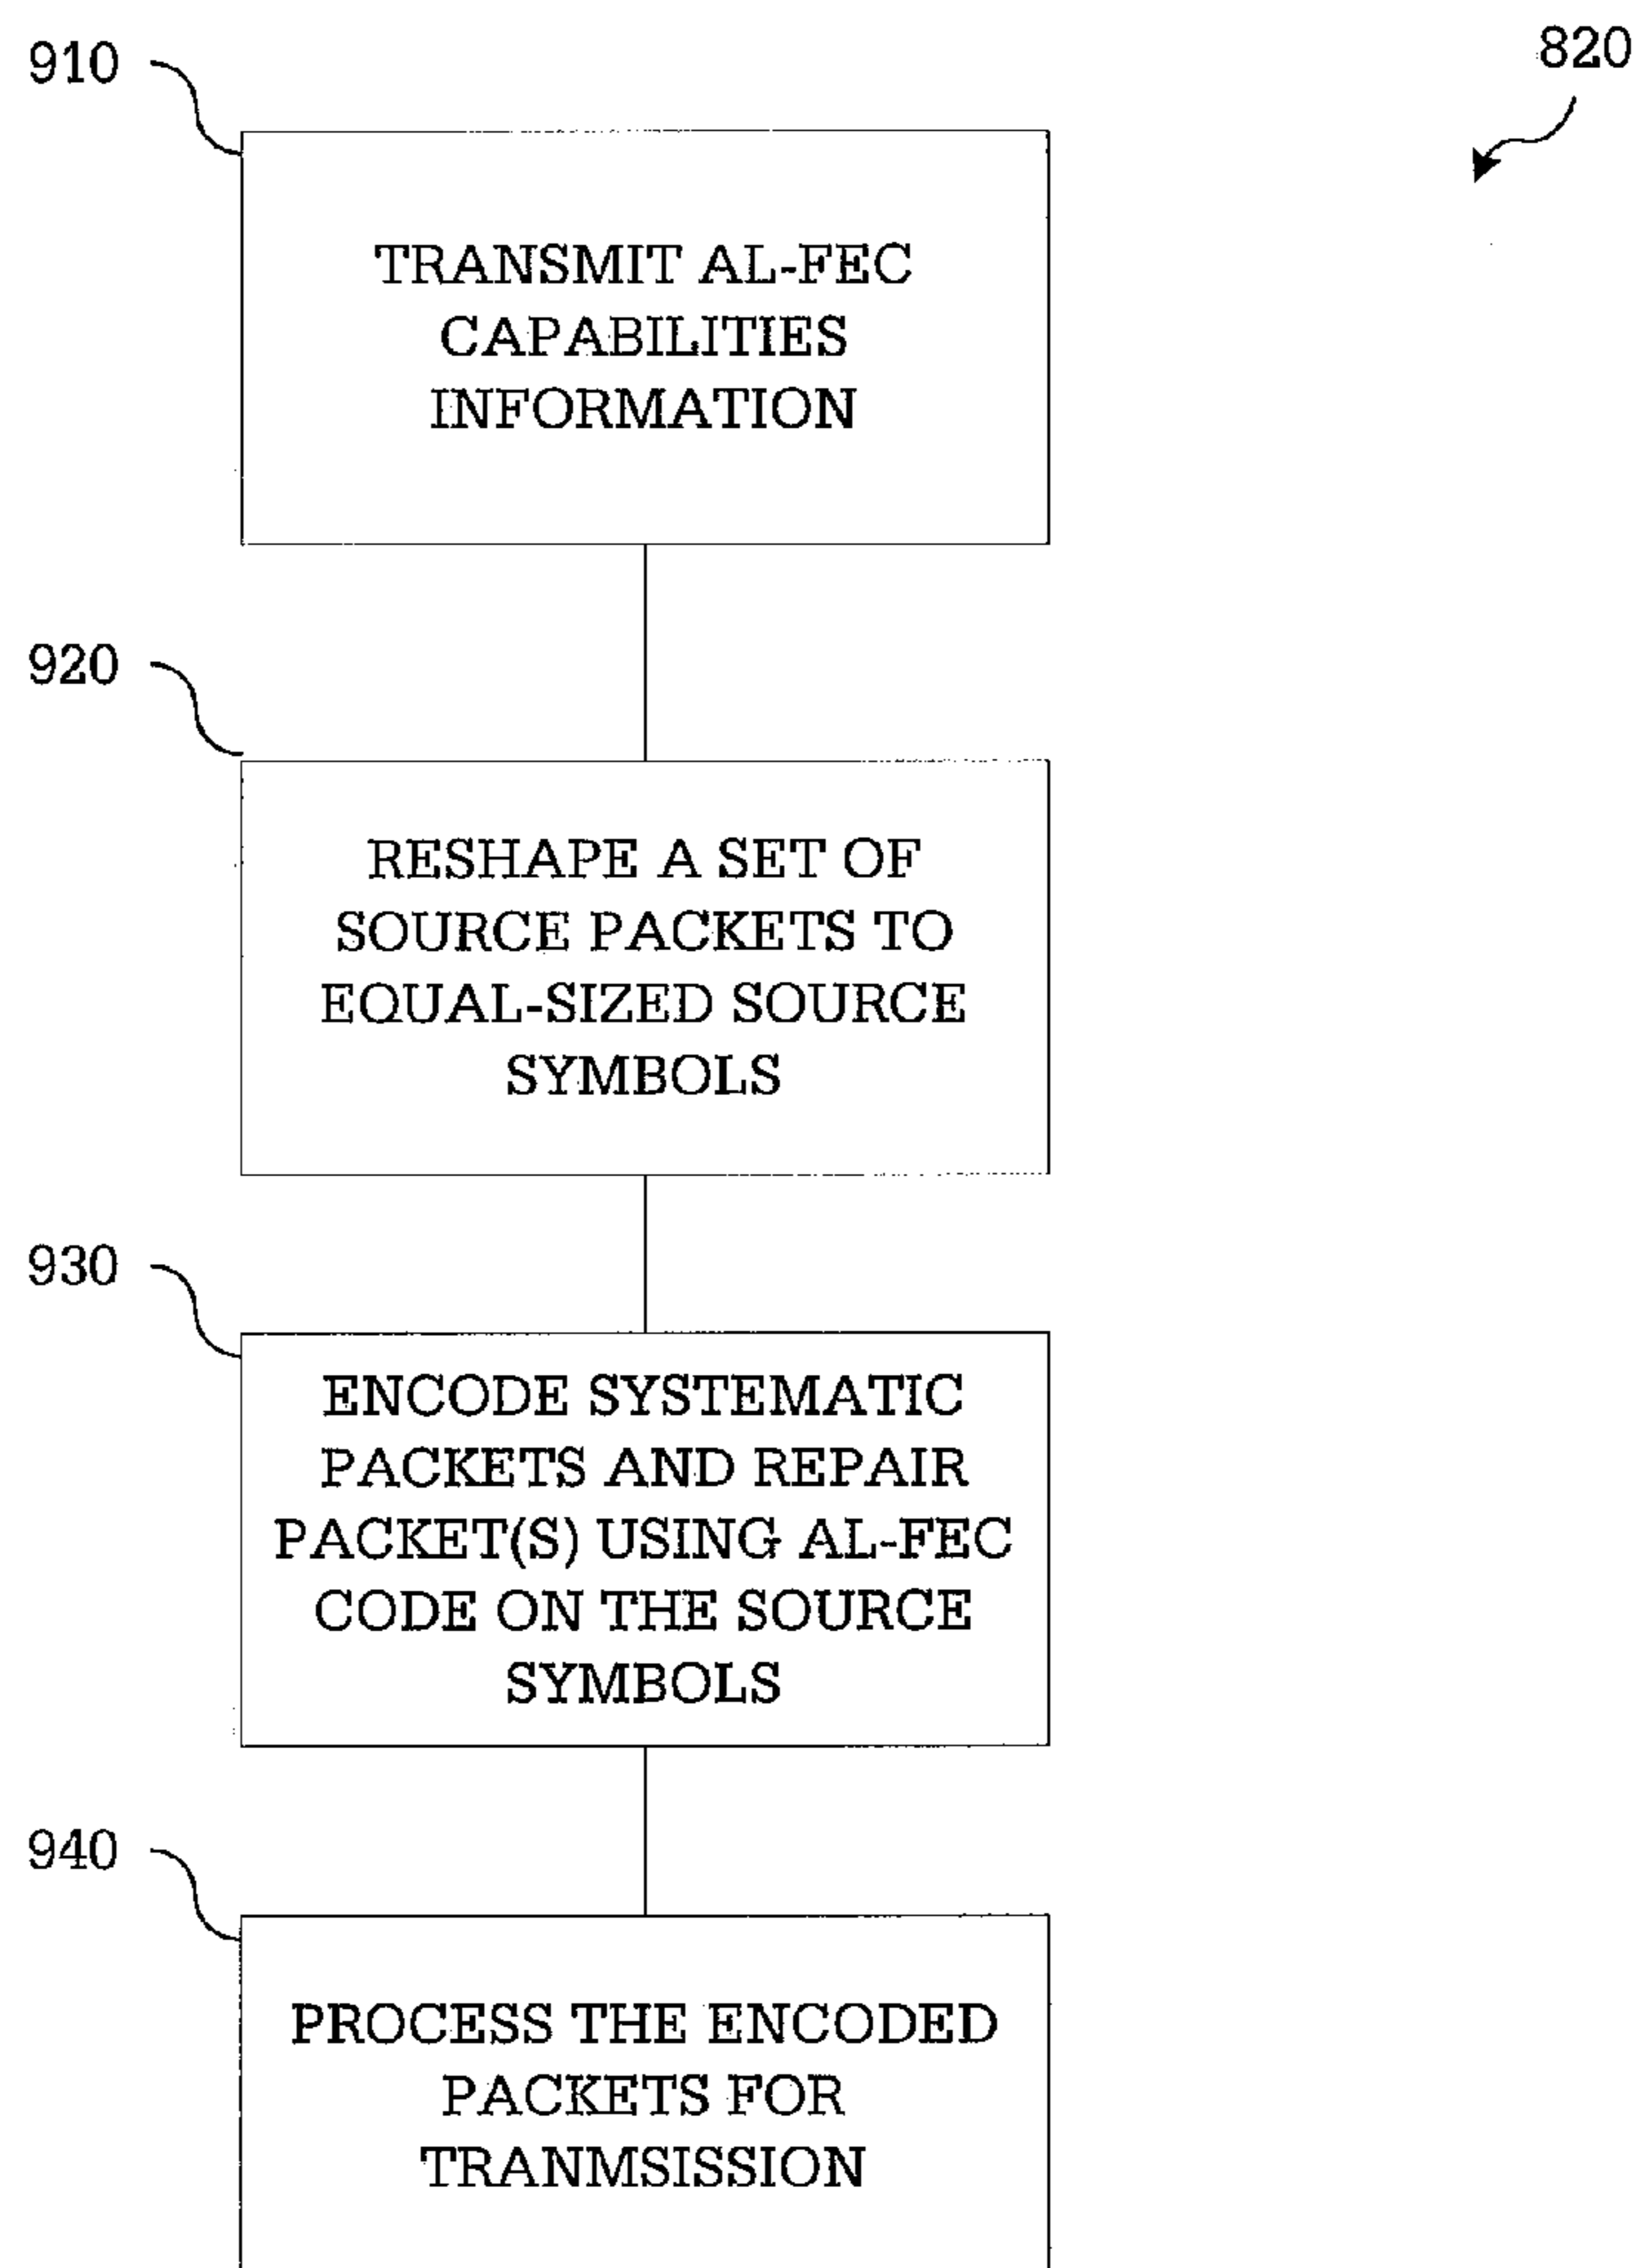 910
820
TRANSMIT AL-FEC
CAPABILITIES
INFORMATION
920
RESHAPE A SET OF
SOURCE PACKETS TO
EQUAL-SIZED SOURCE
SYMBOLS
930
ENCODE SYSTEMATIC
PACKETS AND REPAIR
PACKET(S) USING AL-FEC
CODE ON THE SOURCE
SYMBOLS
940
PROCESS THE ENCODED
PACKETS FOR
TRANMSISSION